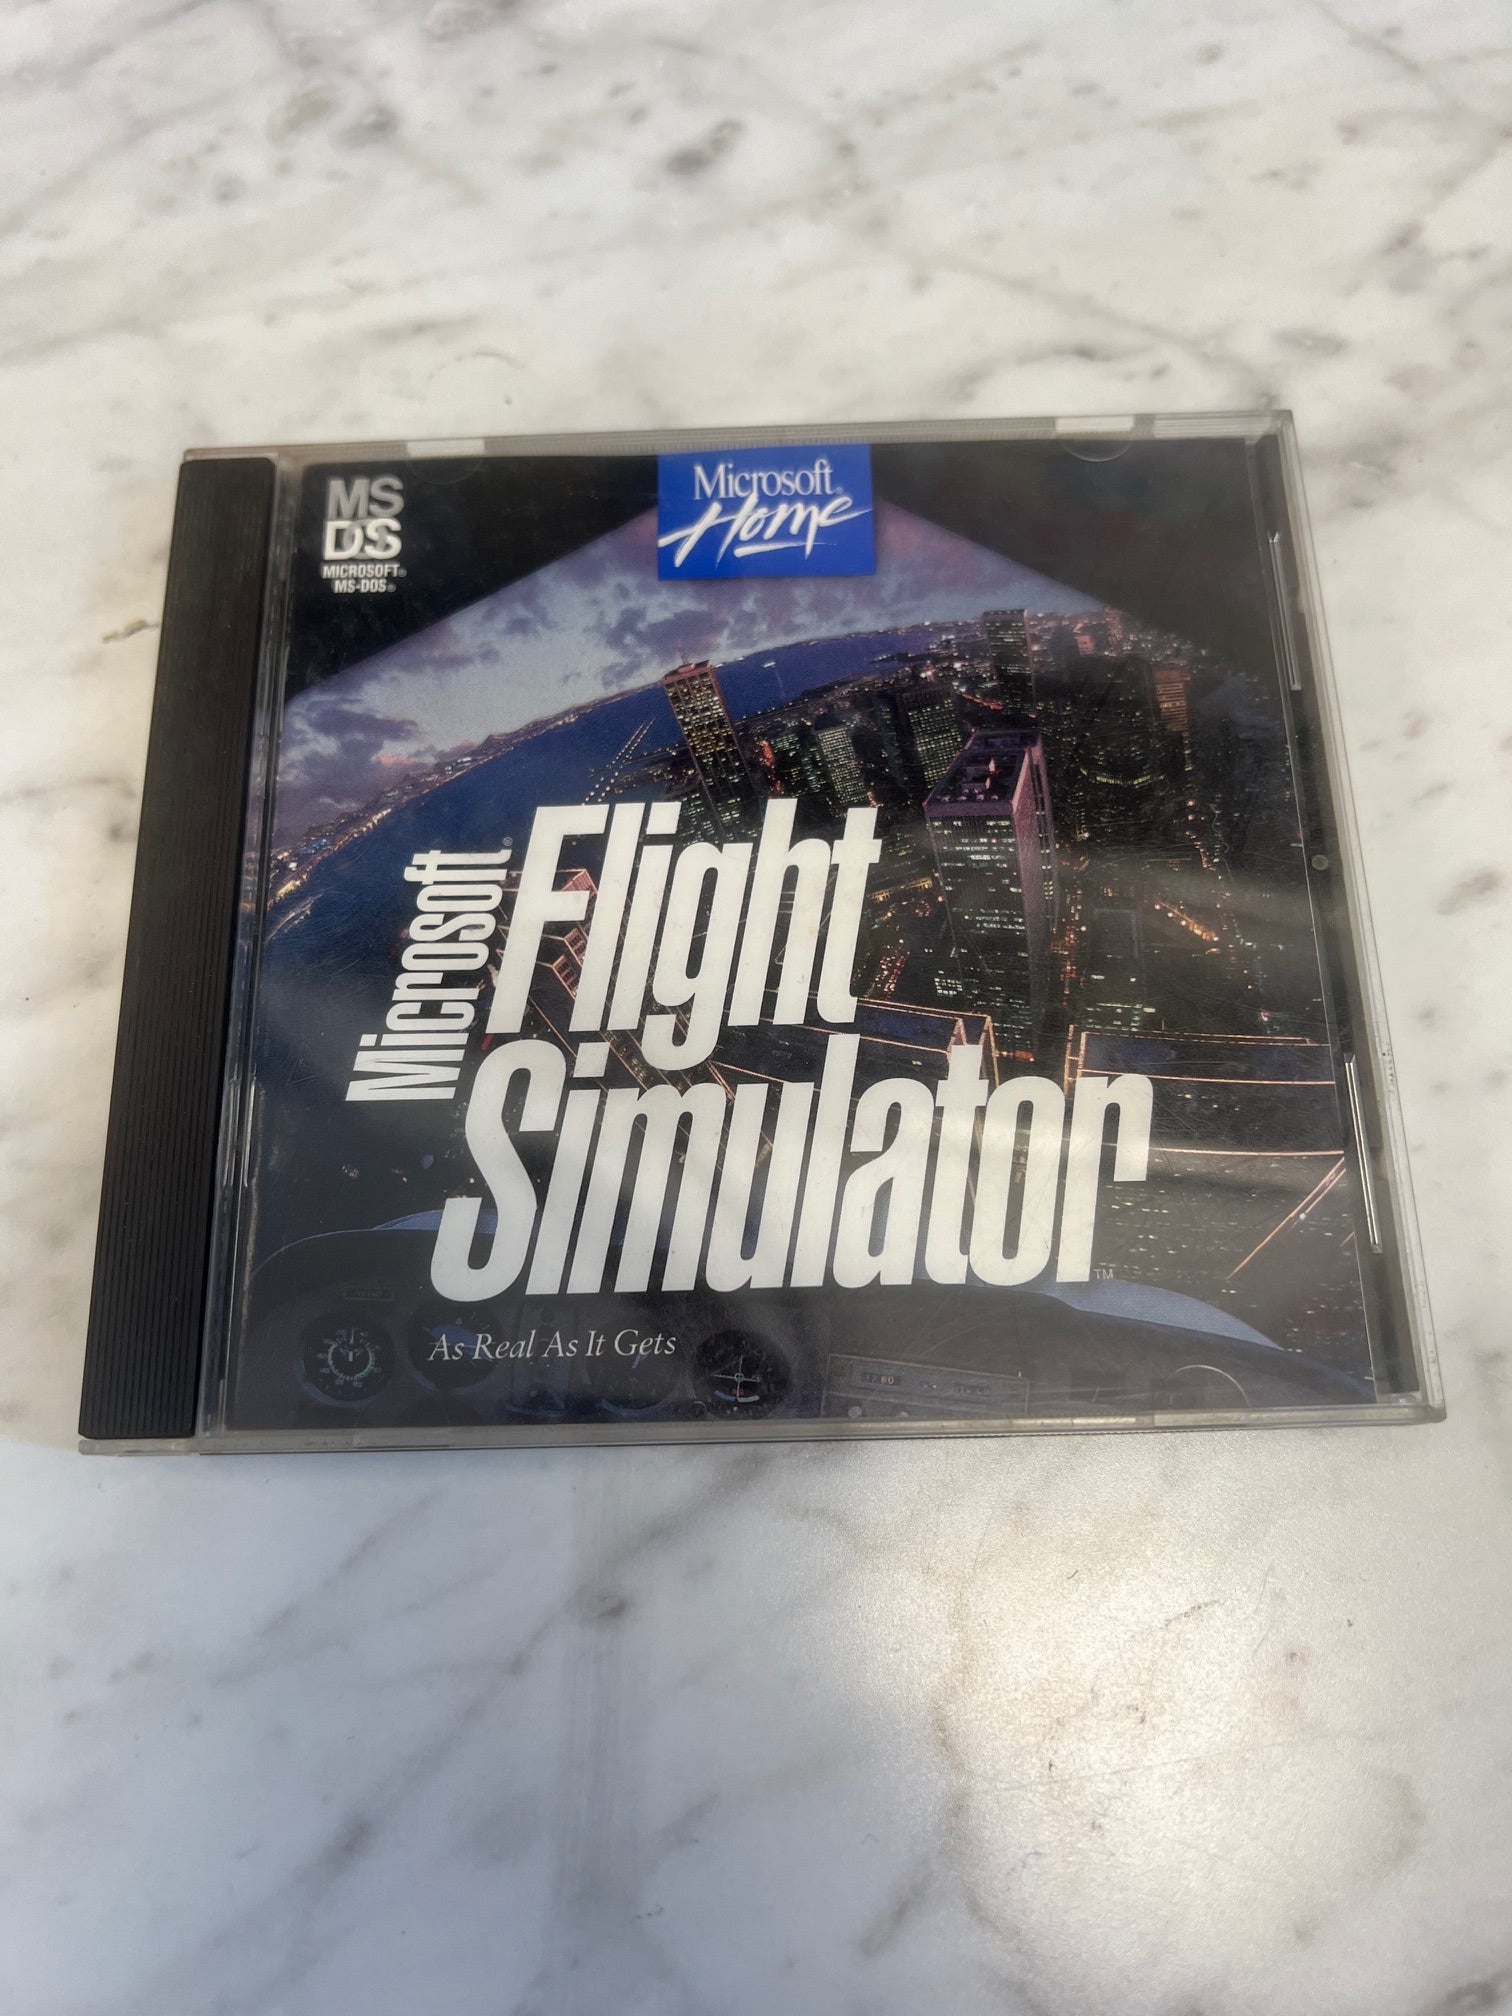 MS
DOS
MICROSOFT®
MS-DOS®
Microsoft®
Home
Microsoft®
Flight
Simulator™
As Real As It Gets